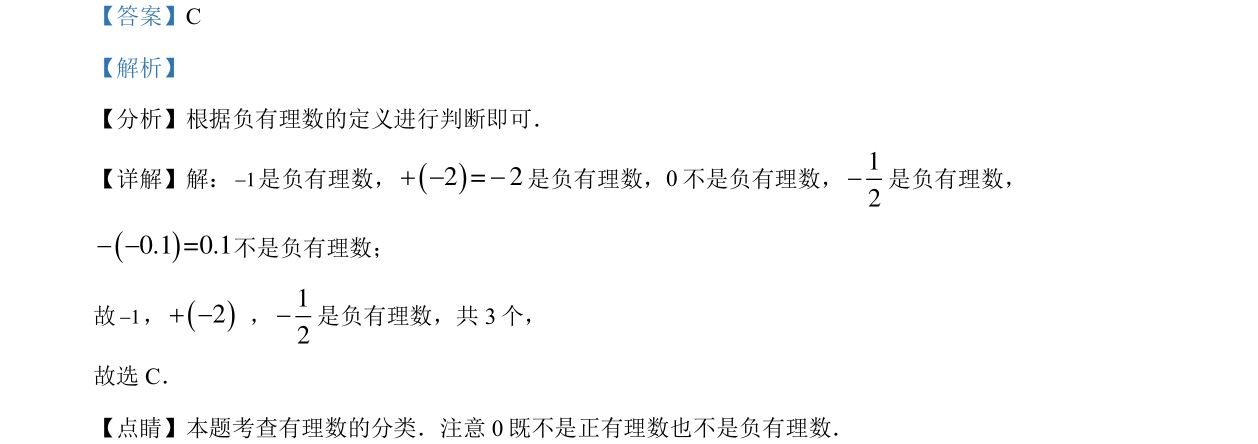 【答案】C
【解析】
【分析】根据负有理数的定义进行判断即可．
【详解】解：−1是负有理数，+(−2)=−2是负有理数，0不是负有理数，−1/2是负有理数，
−(−0.1)=0.1不是负有理数；
故−1，+(−2)，−1/2是负有理数，共3个，
故选C．
【点睛】本题考查有理数的分类．注意0既不是正有理数也不是负有理数．